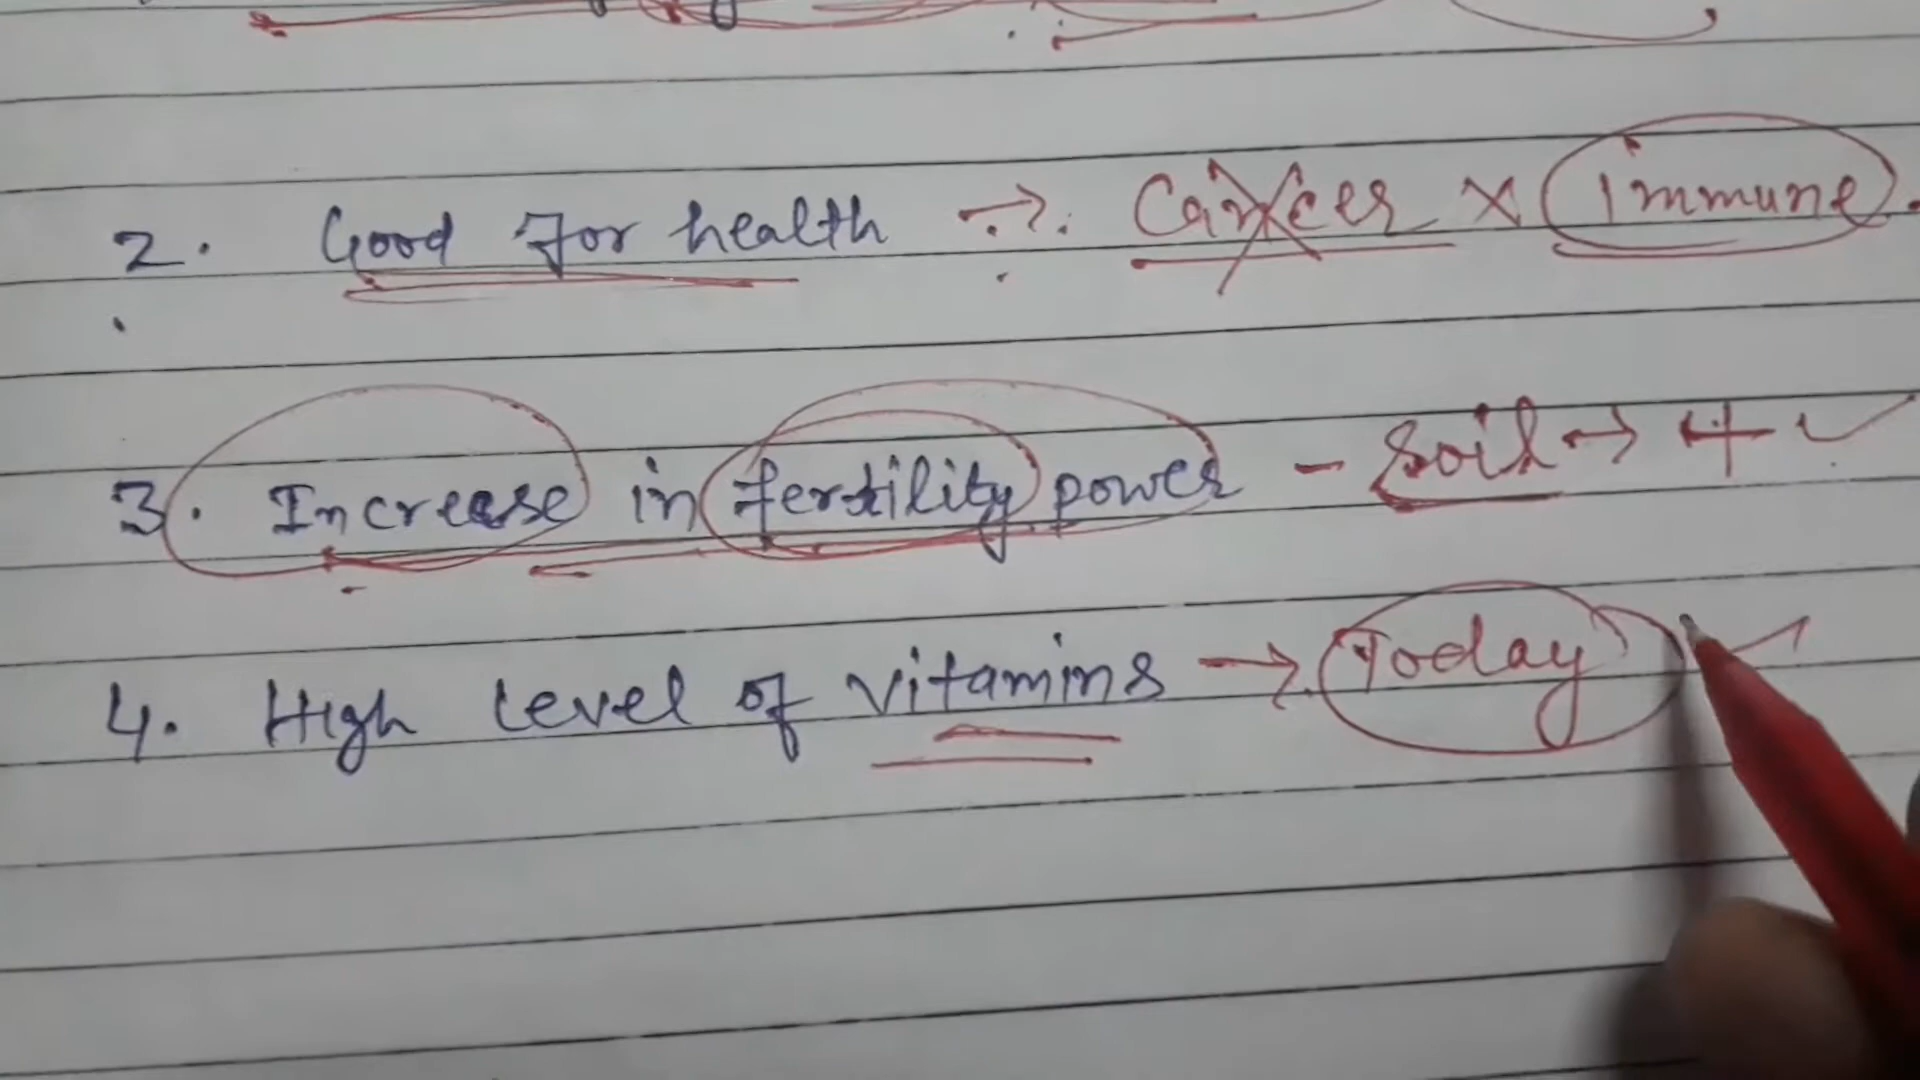 2. Good for health → Cancer × immune.
3. Increase in fertility power - Soil → + ✓
4. High level of vitamins → Today ✓